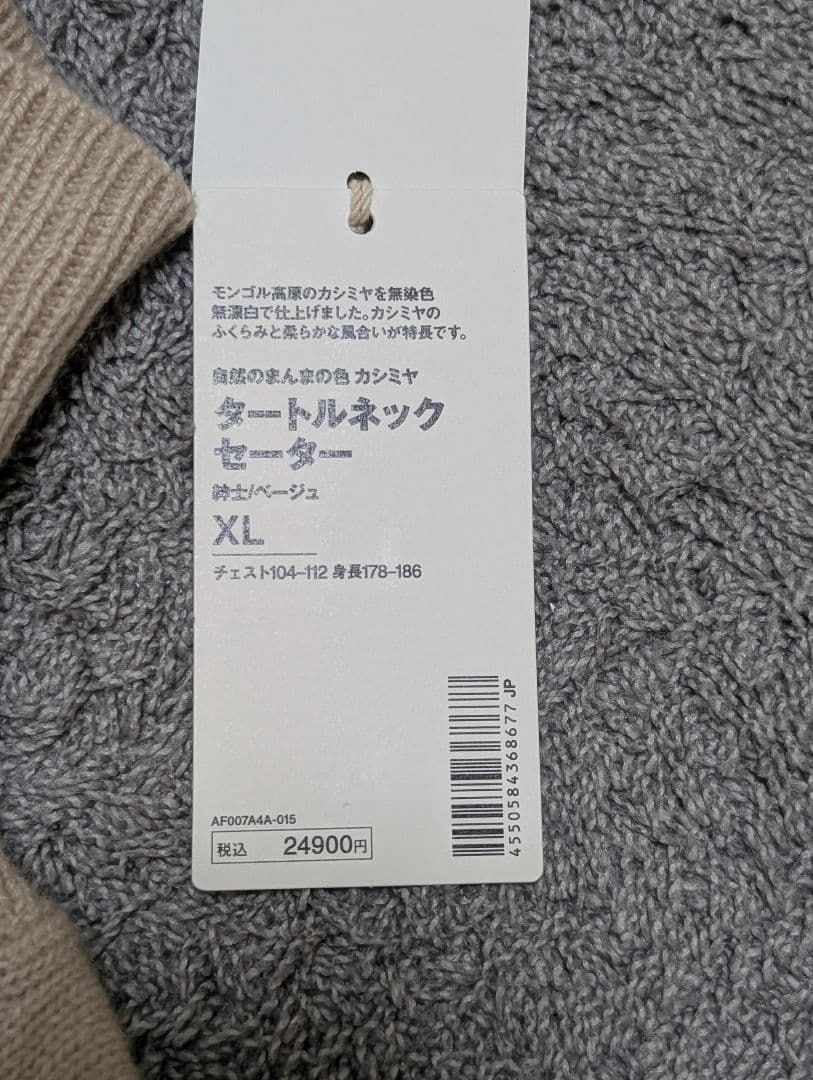 モンゴル高原のカシミヤを無染色
無漂白で仕上げました。カシミヤの
ふくらみと柔らかな風合いが特長です。
自然のまんまの色 カシミヤ
タートルネック
セーター
紳士/ベージュ
XL
チェスト104-112 身長178-186
4550584368677 JP
AF007A4A-015
税込 24900円